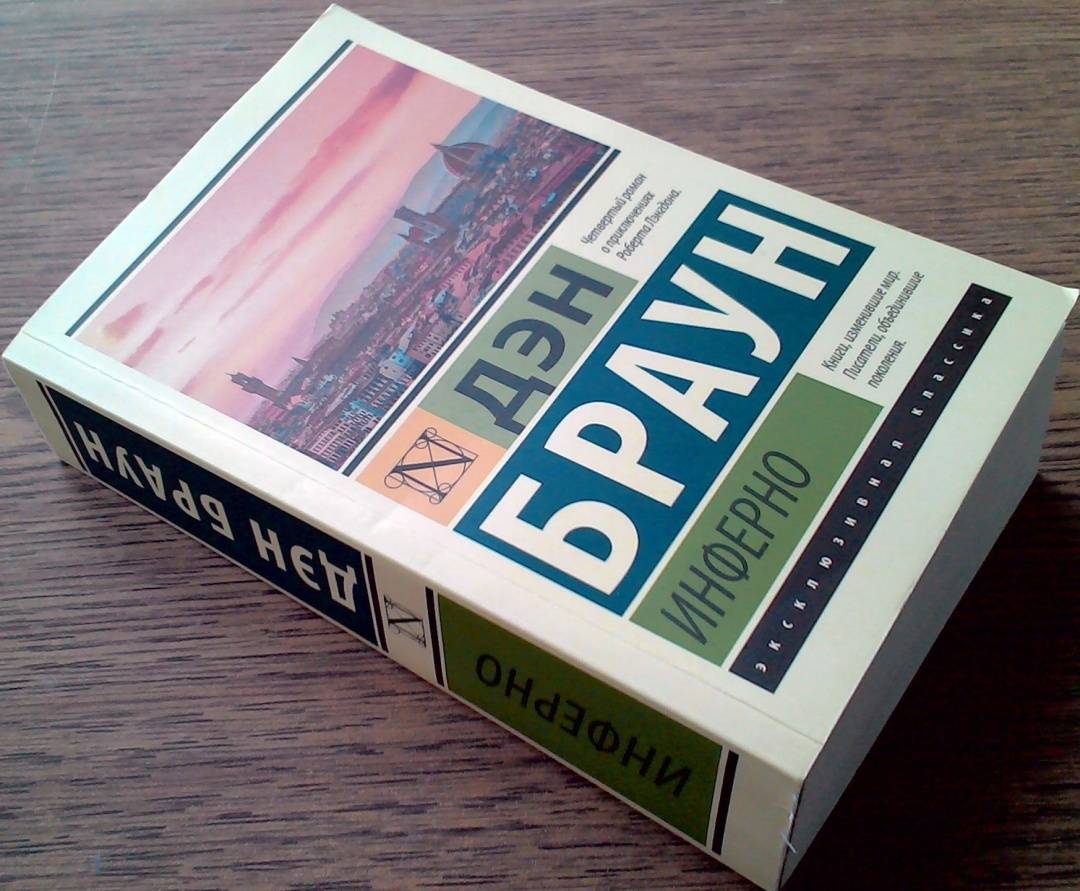 Четвертый роман
о приключениях
Роберта Лэнгдона.
ДЭН
БРАУН
ИНФЕРНО
Книги, изменившие мир.
Писатели, объединившие
поколения.
ЭКСКЛЮЗИВНАЯ КЛАССИКА
ДЭН БРАУН
ИНФЕРНО